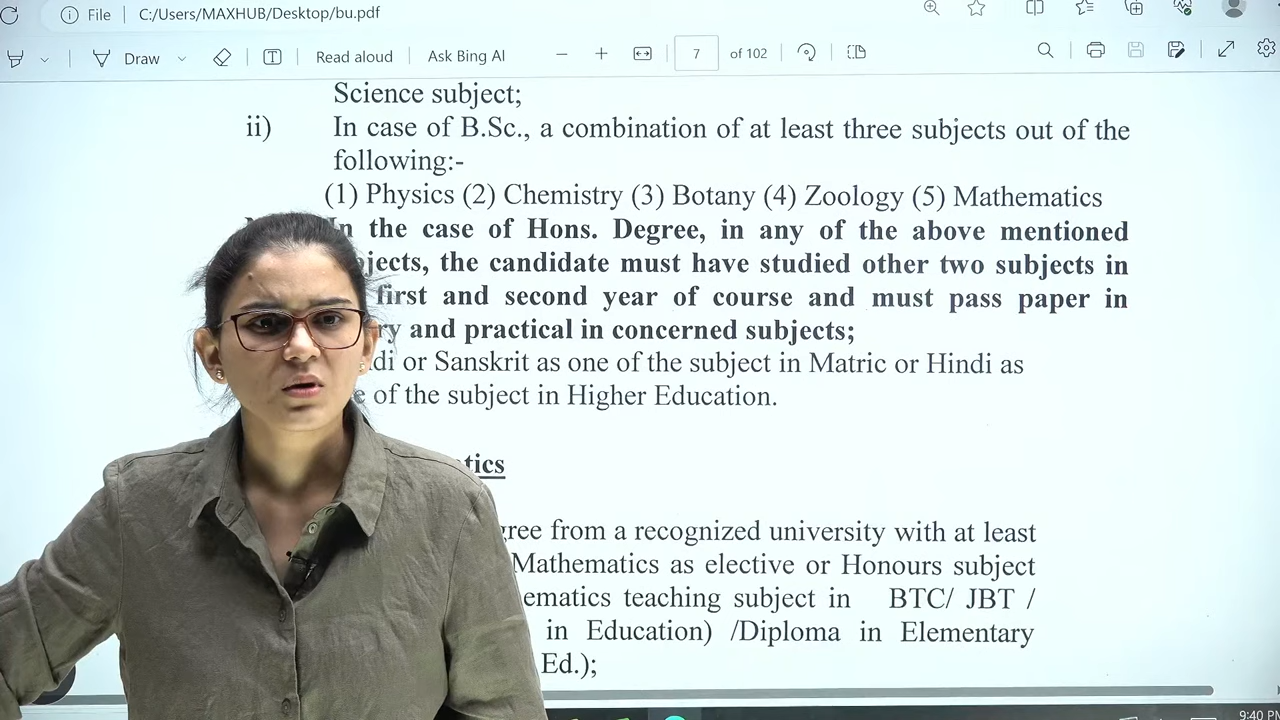 File C:/Users/MAXHUB/Desktop/bu.pdf
Draw Read aloud Ask Bing AI 7 of 102
Science subject;
ii) In case of B.Sc., a combination of at least three subjects out of the
following:-
(1) Physics (2) Chemistry (3) Botany (4) Zoology (5) Mathematics
In the case of Hons. Degree, in any of the above mentioned
jects, the candidate must have studied other two subjects in
first and second year of course and must pass paper in
ry and practical in concerned subjects;
di or Sanskrit as one of the subject in Matric or Hindi as
e of the subject in Higher Education.
tics
gree from a recognized university with at least
Mathematics as elective or Honours subject
ematics teaching subject in BTC/ JBT /
in Education) /Diploma in Elementary
Ed.);
9:40 PM